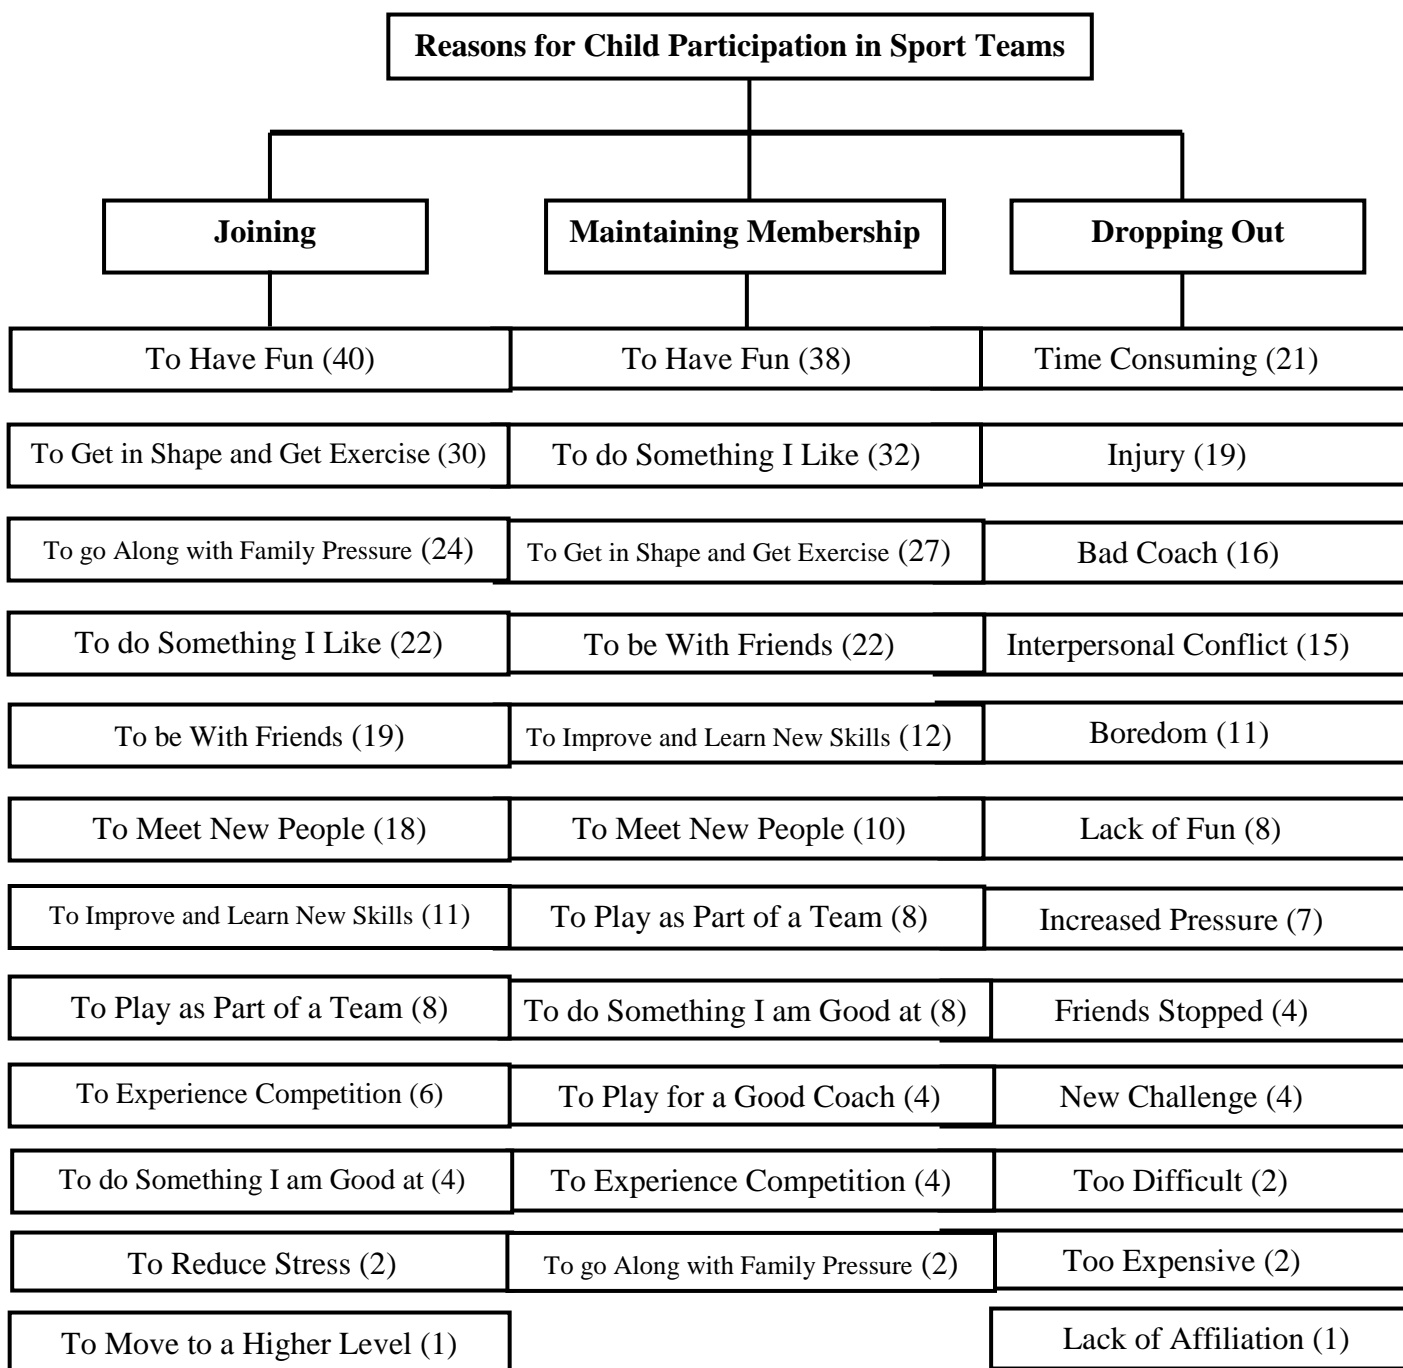 Reasons for Child Participation in Sport Teams
Joining
Maintaining Membership
Dropping Out
To Have Fun (40)
To Have Fun (38)
Time Consuming (21)
To Get in Shape and Get Exercise (30)
To do Something I Like (32)
Injury (19)
To go Along with Family Pressure (24)
To Get in Shape and Get Exercise (27)
Bad Coach (16)
To do Something I Like (22)
To be With Friends (22)
Interpersonal Conflict (15)
To be With Friends (19)
To Improve and Learn New Skills (12)
Boredom (11)
To Meet New People (18)
To Meet New People (10)
Lack of Fun (8)
To Improve and Learn New Skills (11)
To Play as Part of a Team (8)
Increased Pressure (7)
To Play as Part of a Team (8)
To do Something I am Good at (8)
Friends Stopped (4)
To Experience Competition (6)
To Play for a Good Coach (4)
New Challenge (4)
To do Something I am Good at (4)
To Experience Competition (4)
Too Difficult (2)
To Reduce Stress (2)
To go Along with Family Pressure (2)
Too Expensive (2)
To Move to a Higher Level (1)
Lack of Affiliation (1)